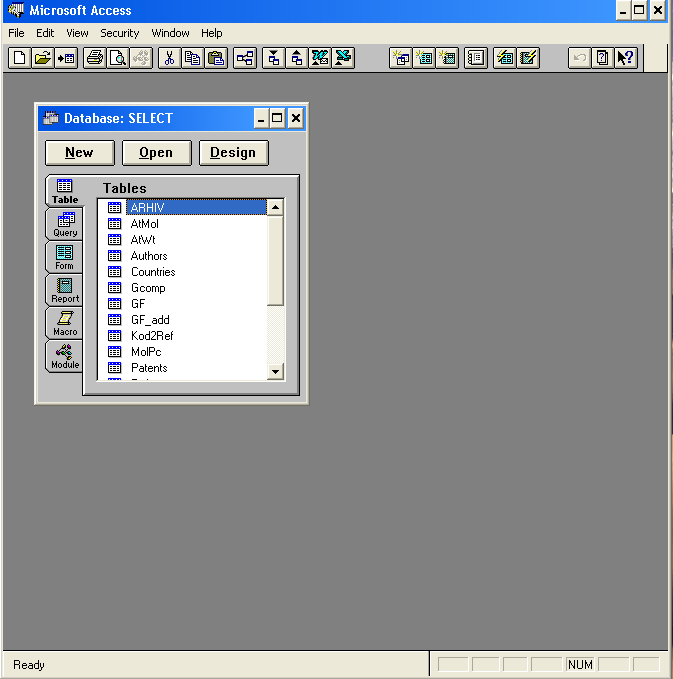 Microsoft Access
File Edit View Security Window Help
Database: SELECT
New Open Design
Tables
Table
Query
Form
Report
Macro
Module
ARHIV
AtMol
AtWt
Authors
Countries
Gcomp
GF
GF_add
Kod2Ref
MolPc
Patents
Ready
NUM